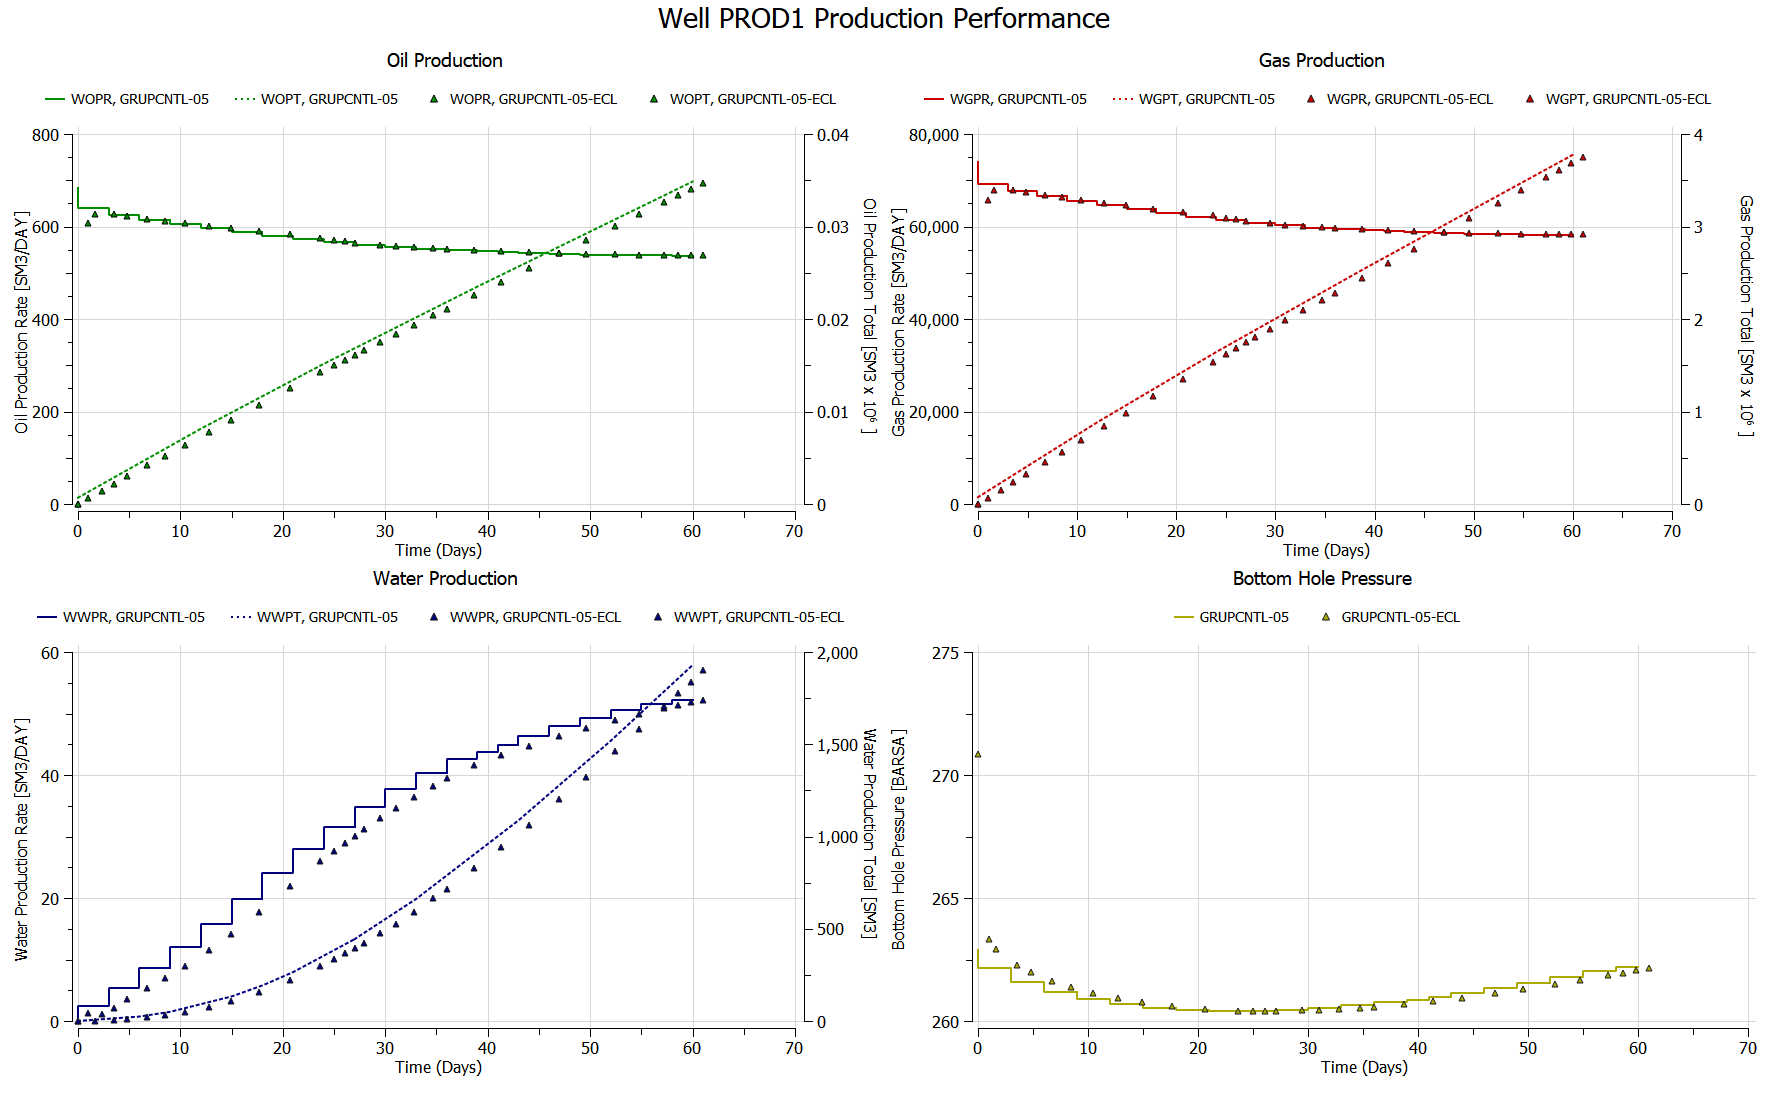 Well PROD1 Production Performance
Oil Production
WOPR, GRUPCNTL-05 WOPT, GRUPCNTL-05 WOPR, GRUPCNTL-05-ECL WOPT, GRUPCNTL-05-ECL
Oil Production Rate [SM3/DAY]
800
600
400
200
0
0.04
0.03
0.02
0.01
0
Oil Production Total [SM3 x 10⁶ ]
0 10 20 30 40 50 60 70
Time (Days)
Gas Production
WGPR, GRUPCNTL-05 WGPT, GRUPCNTL-05 WGPR, GRUPCNTL-05-ECL WGPT, GRUPCNTL-05-ECL
Gas Production Rate [SM3/DAY]
80,000
60,000
40,000
20,000
0
4
3
2
1
0
Gas Production Total [SM3 x 10⁶ ]
0 10 20 30 40 50 60 70
Time (Days)
Water Production
WWPR, GRUPCNTL-05 WWPT, GRUPCNTL-05 WWPR, GRUPCNTL-05-ECL WWPT, GRUPCNTL-05-ECL
Water Production Rate [SM3/DAY]
60
40
20
0
2,000
1,500
1,000
500
0
Water Production Total [SM3]
0 10 20 30 40 50 60 70
Time (Days)
Bottom Hole Pressure
GRUPCNTL-05 GRUPCNTL-05-ECL
Bottom Hole Pressure [BARSA]
275
270
265
260
0 10 20 30 40 50 60 70
Time (Days)